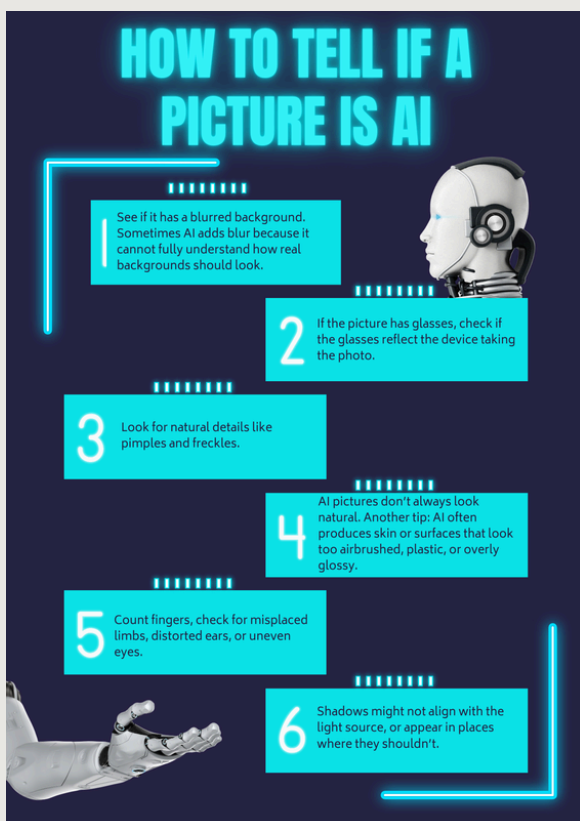 HOW TO TELL IF A
PICTURE IS AI
1
See if it has a blurred background.
Sometimes AI adds blur because it
cannot fully understand how real
backgrounds should look.
2
If the picture has glasses, check if
the glasses reflect the device taking
the photo.
3
Look for natural details like
pimples and freckles.
4
AI pictures don't always look
natural. Another tip: AI often
produces skin or surfaces that look
too airbrushed, plastic, or overly
glossy.
5
Count fingers, check for misplaced
limbs, distorted ears, or uneven
eyes.
6
Shadows might not align with the
light source, or appear in places
where they shouldn't.